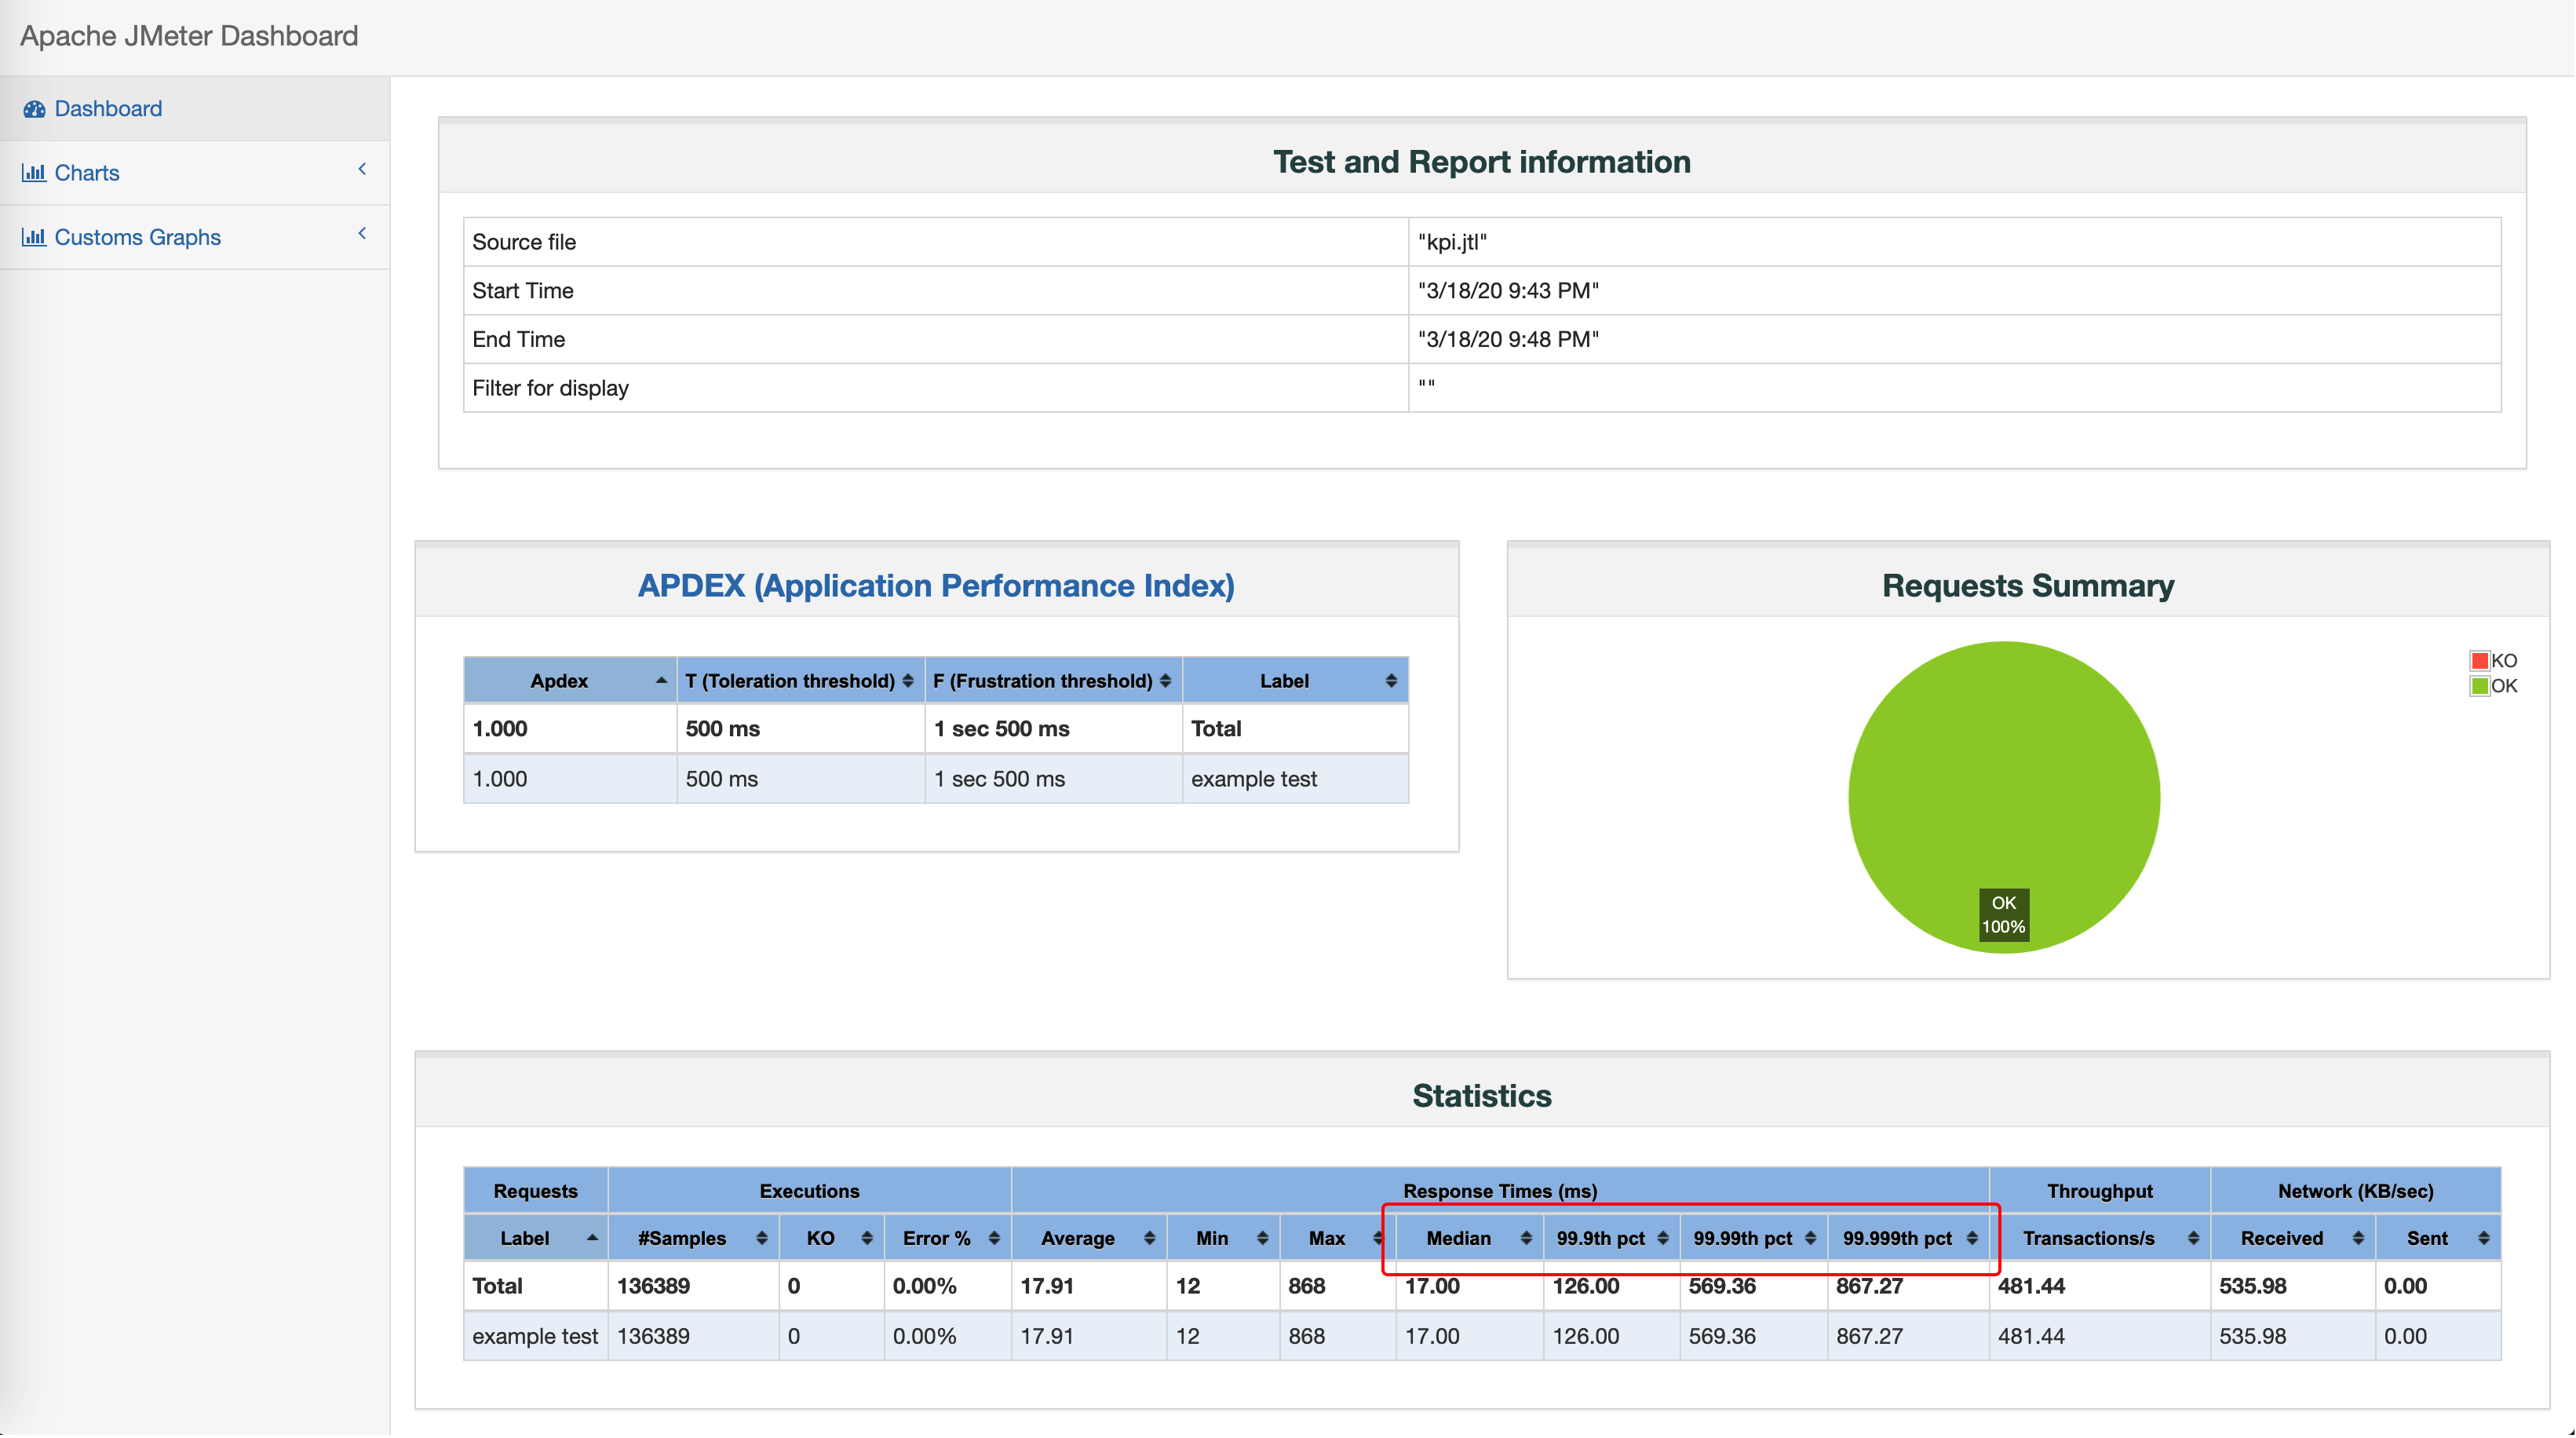 Apache JMeter Dashboard
Dashboard
Charts
Customs Graphs
Test and Report information
Source file "kpi.jtl"
Start Time "3/18/20 9:43 PM"
End Time "3/18/20 9:48 PM"
Filter for display ""
APDEX (Application Performance Index)
Apdex T (Toleration threshold) F (Frustration threshold) Label
1.000 500 ms 1 sec 500 ms Total
1.000 500 ms 1 sec 500 ms example test
Requests Summary
KO
OK
OK
100%
Statistics
Requests Executions Response Times (ms) Throughput Network (KB/sec)
Label #Samples KO Error % Average Min Max Median 99.9th pct 99.99th pct 99.999th pct Transactions/s Received Sent
Total 136389 0 0.00% 17.91 12 868 17.00 126.00 569.36 867.27 481.44 535.98 0.00
example test 136389 0 0.00% 17.91 12 868 17.00 126.00 569.36 867.27 481.44 535.98 0.00